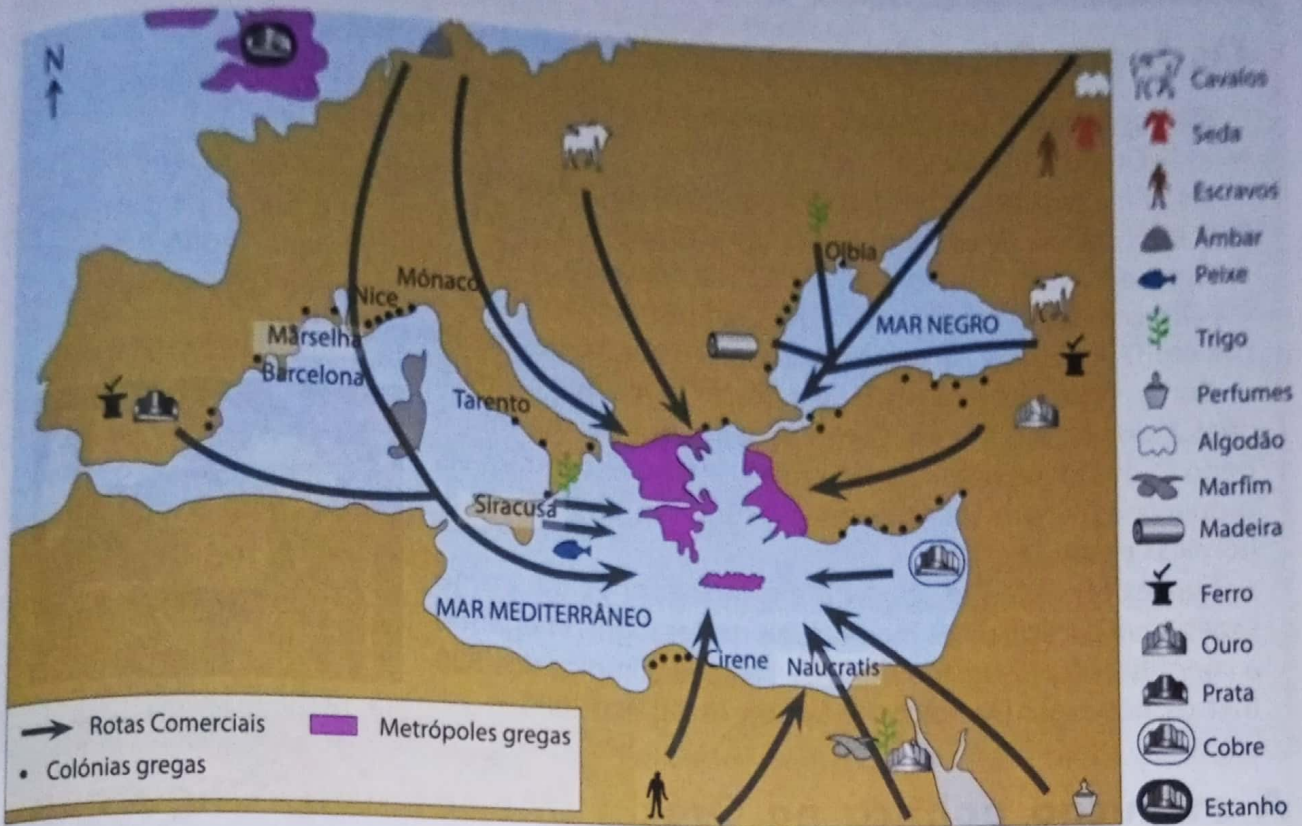 N
Mónaco
Nice
Marselha
Barcelona
Tarento
Siracusa
Olbia
MAR NEGRO
MAR MEDITERRÂNEO
Cirene
Naucratis
Rotas Comerciais
Metrópoles gregas
Colónias gregas
Cavalos
Seda
Escravos
Âmbar
Peixe
Trigo
Perfumes
Algodão
Marfim
Madeira
Ferro
Ouro
Prata
Cobre
Estanho